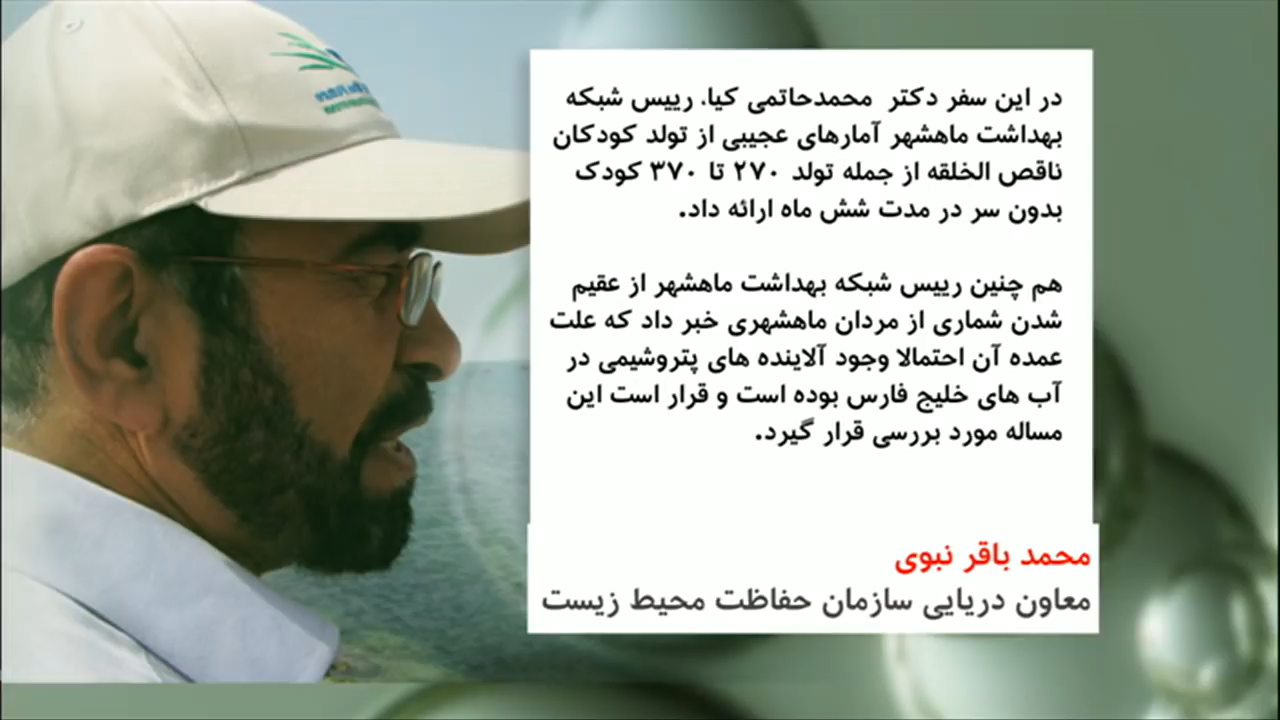 در این سفر دکتر محمدحاتمی کیا. رییس شبکه
بهداشت ماهشهر آمارهای عجیبی از تولد کودکان
ناقص الخلقه از جمله تولد ۲۷۰ تا ۳۷۰ کودک
بدون سر در مدت شش ماه ارائه داد.
هم چنین رییس شبکه بهداشت ماهشهر از عقیم
شدن شماری از مردان ماهشهری خبر داد که علت
عمده آن احتمالا وجود آلاینده های پتروشیمی در
آب های خلیج فارس بوده است و قرار است این
مساله مورد بررسی قرار گیرد.
محمد باقر نبوی
معاون دریایی سازمان حفاظت محیط زیست